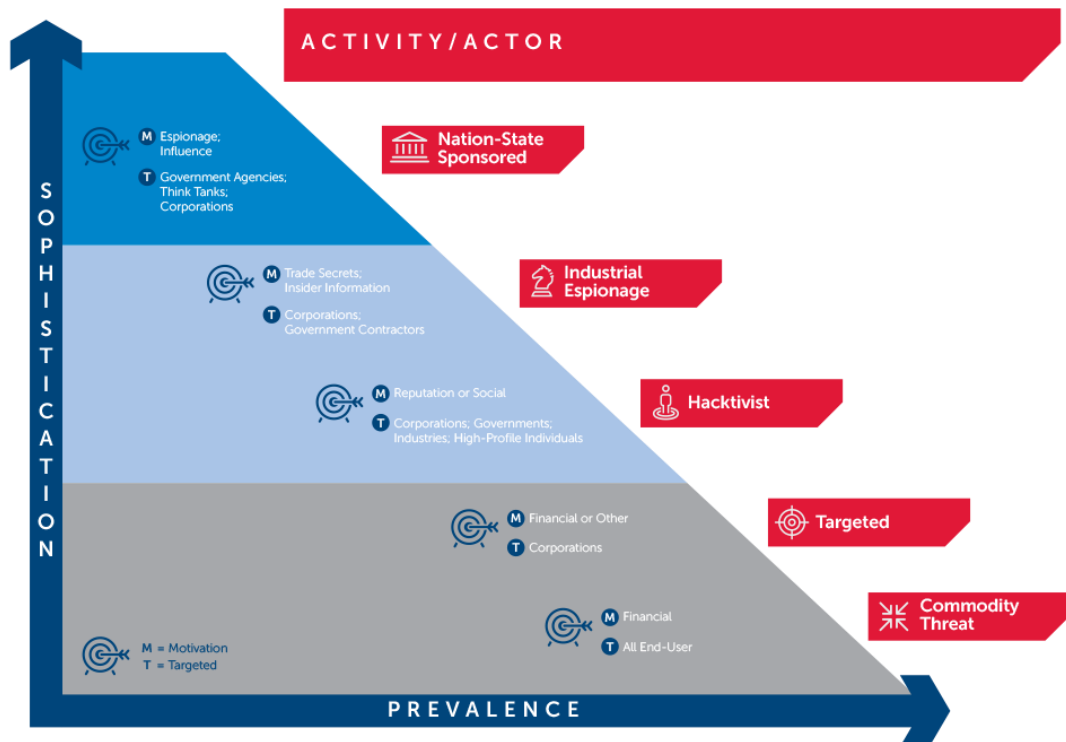 ACTIVITY/ACTOR
SOPHISTICATION
M Espionage;
Influence
T Government Agencies;
Think Tanks;
Corporations
Nation-State
Sponsored
M Trade Secrets;
Insider Information
T Corporations;
Government Contractors
Industrial
Espionage
M Reputation or Social
T Corporations; Governments;
Industries; High-Profile Individuals
Hacktivist
M Financial or Other
T Corporations
Targeted
M Financial
T All End-User
Commodity
Threat
M = Motivation
T = Targeted
PREVALENCE